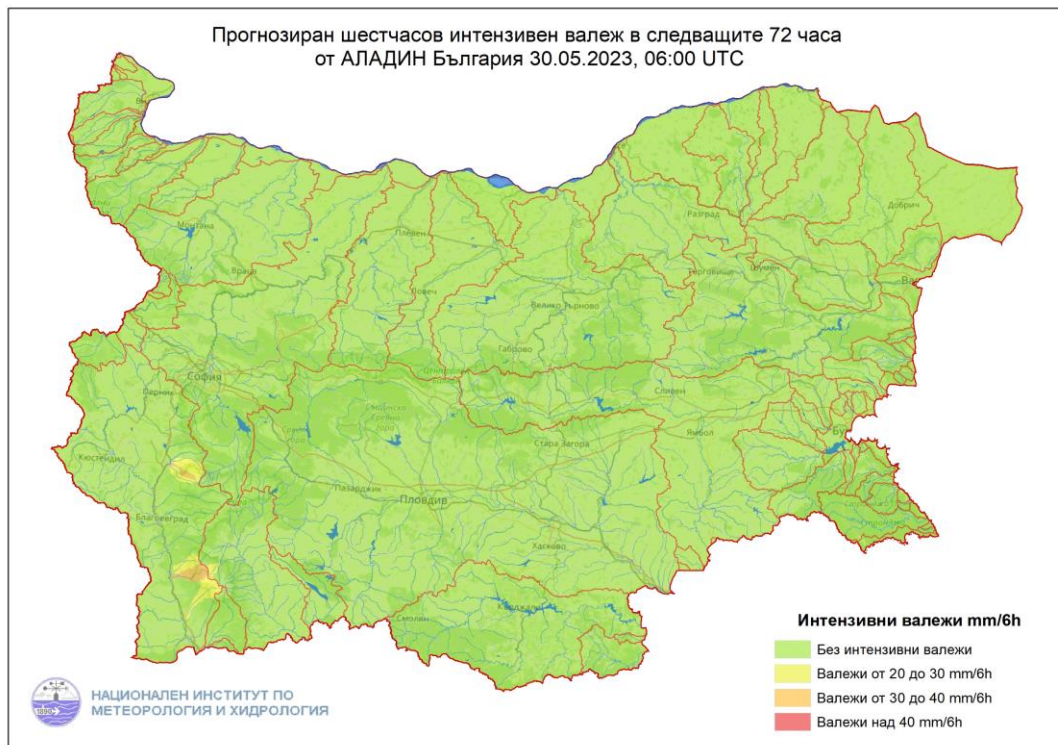 Прогнозиран шестчасов интензивен валеж в следващите 72 часа
от АЛАДИН България 30.05.2023, 06:00 UTC
Монтана
Враца
Плевен
Ловеч
Велико Търново
Габрово
Разград
Търговище
Шумен
Добрич
София
Перник
Кюстендил
Благоевград
Пазарджик
Пловдив
Стара Загора
Сливен
Ямбол
Хасково
Кърджали
Смолян
Интензивни валежи mm/6h
Без интензивни валежи
Валежи от 20 до 30 mm/6h
Валежи от 30 до 40 mm/6h
Валежи над 40 mm/6h
1890
НАЦИОНАЛЕН ИНСТИТУТ ПО
МЕТЕОРОЛОГИЯ И ХИДРОЛОГИЯ